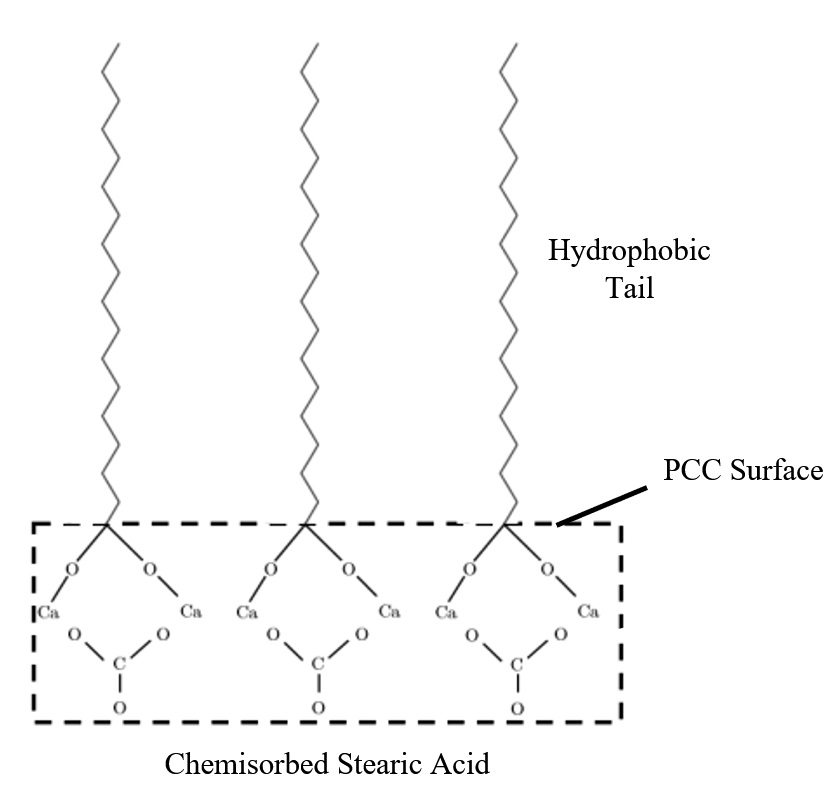 Hydrophobic
Tail
PCC Surface
O O O O O O
Ca Ca Ca Ca Ca Ca
O O O O O O
C C C
O O O
Chemisorbed Stearic Acid